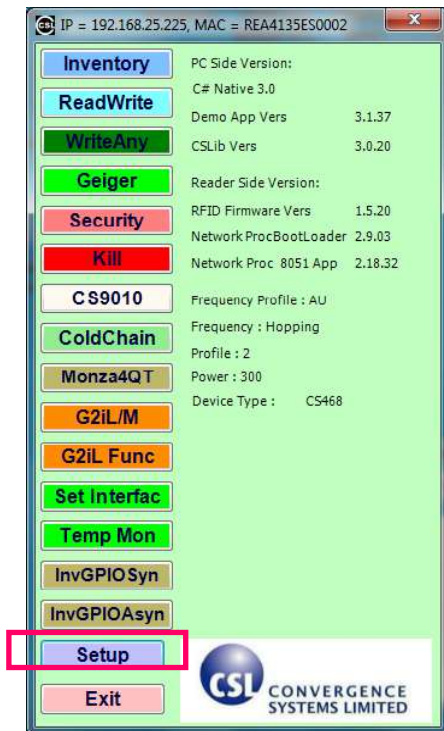 CSL IP = 192.168.25.225, MAC = REA4135ES0002
Inventory
ReadWrite
WriteAny
Geiger
Security
Kill
CS9010
ColdChain
Monza4QT
G2iL/M
G2iL Func
Set Interfac
Temp Mon
InvGPIOSyn
InvGPIOAsyn
Setup
Exit
PC Side Version:
C# Native 3.0
Demo App Vers 3.1.37
CSLib Vers 3.0.20
Reader Side Version:
RFID Firmware Vers 1.5.20
Network ProcBootLoader 2.9.03
Network Proc 8051 App 2.18.32
Frequency Profile : AU
Frequency : Hopping
Profile : 2
Power : 300
Device Type : CS468
CSL CONVERGENCE
SYSTEMS LIMITED